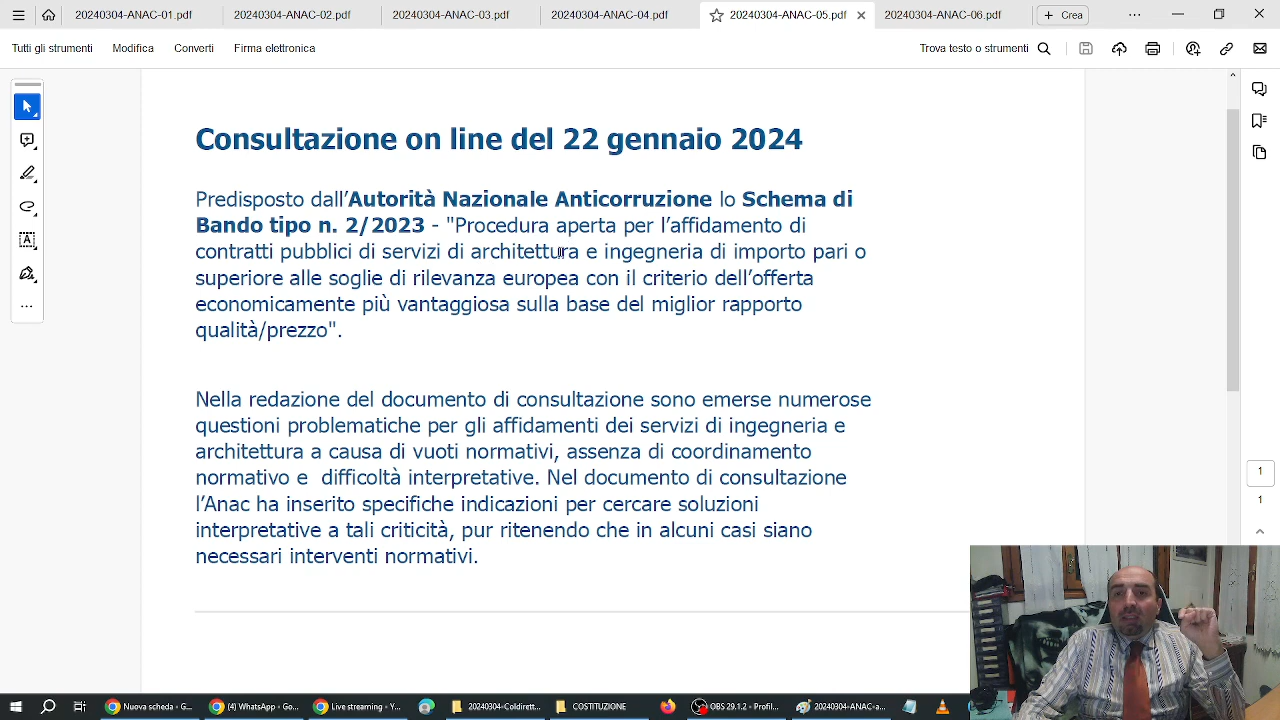 20240304-ANAC-01.pdf
20240304-ANAC-02.pdf
20240304-ANAC-03.pdf
20240304-ANAC-04.pdf
20240304-ANAC-05.pdf
20240304-ANAC-06.pdf
Crea
Tutti gli strumenti
Modifica
Converti
Firma elettronica
Trova testo o strumenti
Consultazione on line del 22 gennaio 2024
Predisposto dall’Autorità Nazionale Anticorruzione lo Schema di
Bando tipo n. 2/2023 - "Procedura aperta per l’affidamento di
contratti pubblici di servizi di architettura e ingegneria di importo pari o
superiore alle soglie di rilevanza europea con il criterio dell’offerta
economicamente più vantaggiosa sulla base del miglior rapporto
qualità/prezzo".
Nella redazione del documento di consultazione sono emerse numerose
questioni problematiche per gli affidamenti dei servizi di ingegneria e
architettura a causa di vuoti normativi, assenza di coordinamento
normativo e  difficoltà interpretative. Nel documento di consultazione
l’Anac ha inserito specifiche indicazioni per cercare soluzioni
interpretative a tali criticità, pur ritenendo che in alcuni casi siano
necessari interventi normativi.
1
1
Nuova scheda - G...
(4) WhatsApp - Go...
Live streaming - Y...
20240304-Coldirett...
COSTITUZIONE
OBS 29.1.2 - Profil...
20240304-ANAC-a...